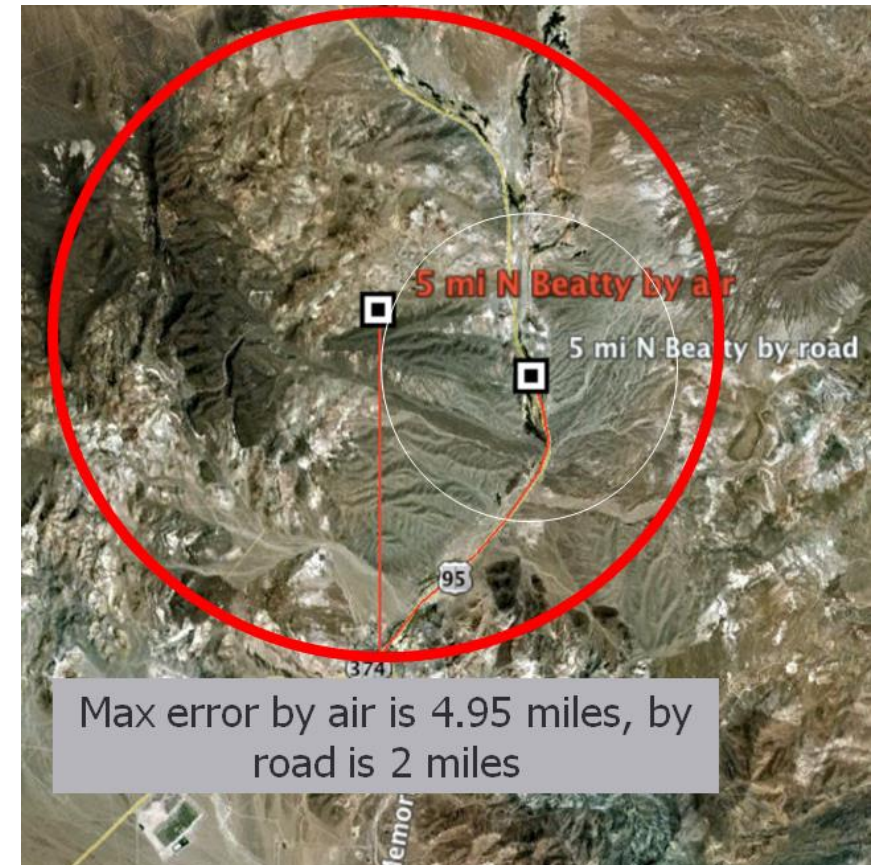 5 mi N Beatty by air
5 mi N Beatty by road
95
374
Max error by air is 4.95 miles, by
road is 2 miles